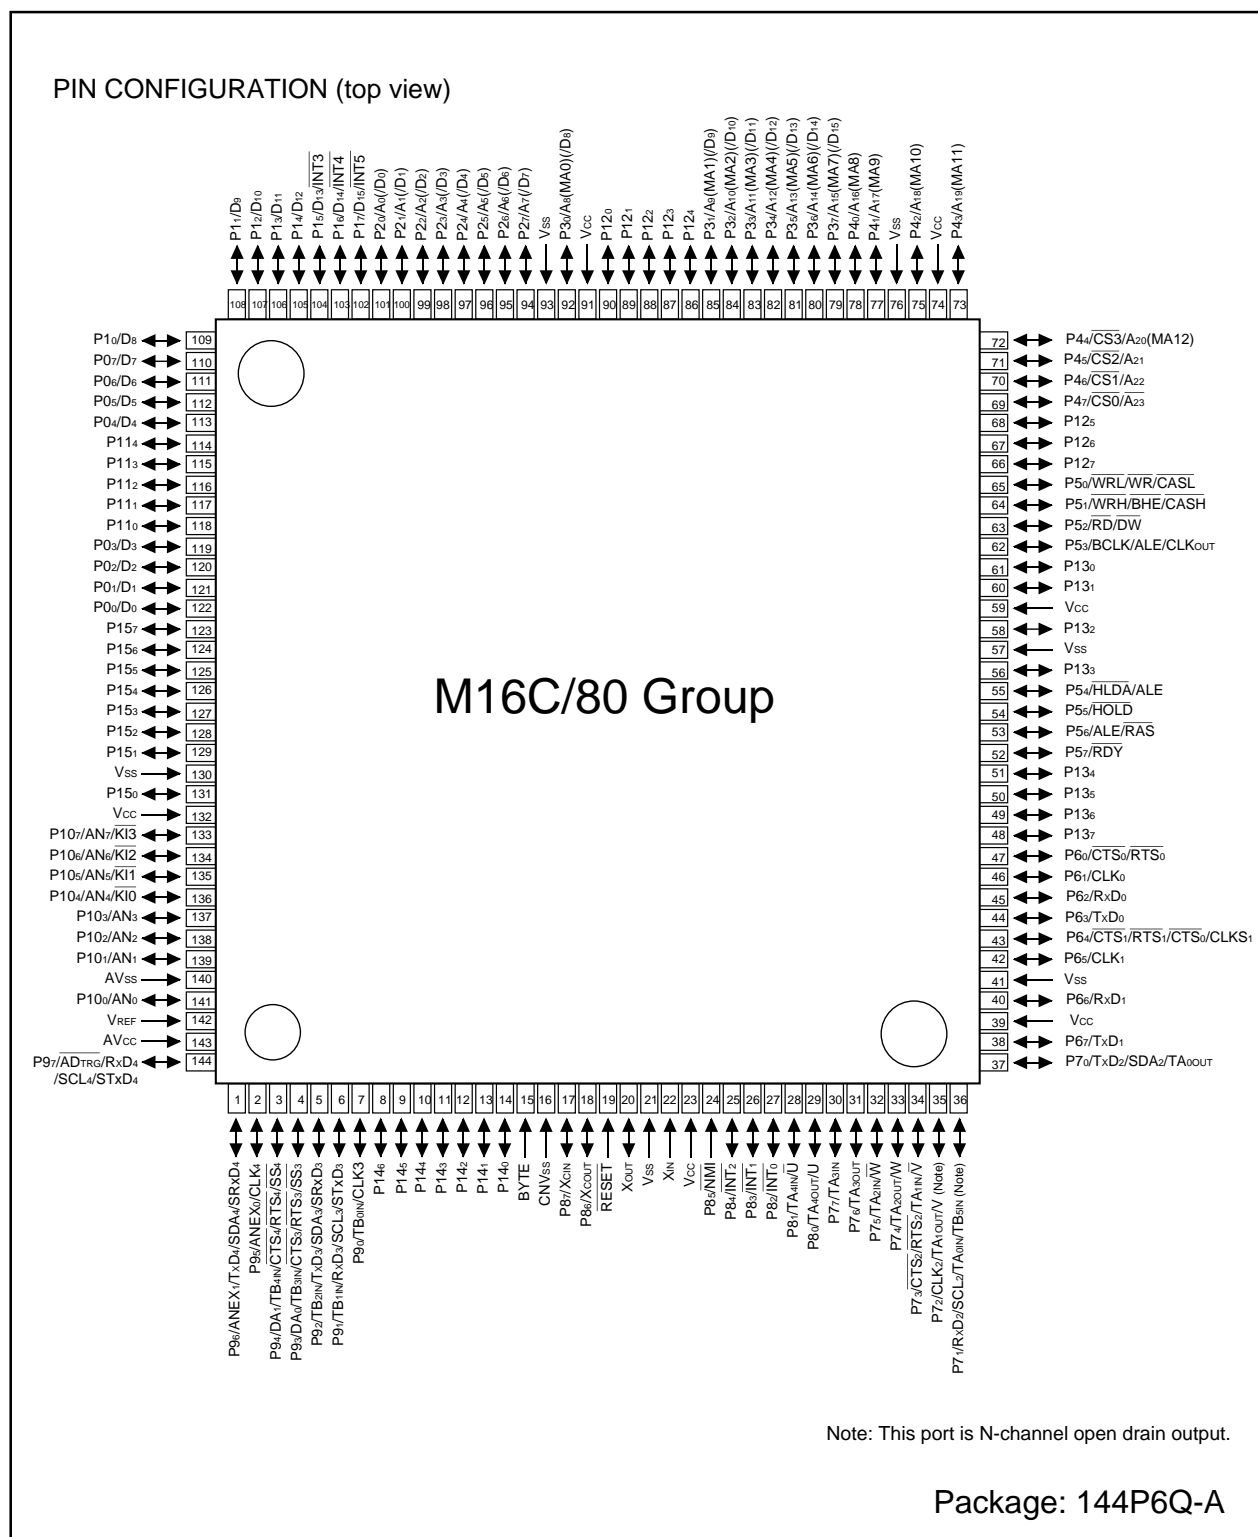 PIN CONFIGURATION (top view)
P11/D9
P12/D10
P13/D11
P14/D12
P15/D13/INT3
P16/D14/INT4
P17/D15/INT5
P20/A0(/D0)
P21/A1(/D1)
P22/A2(/D2)
P23/A3(/D3)
P24/A4(/D4)
P25/A5(/D5)
P26/A6(/D6)
P27/A7(/D7)
Vss
P30/A8(MA0)(/D8)
Vcc
P120
P121
P122
P123
P124
P31/A9(MA1)(/D9)
P32/A10(MA2)(/D10)
P33/A11(MA3)(/D11)
P34/A12(MA4)(/D12)
P35/A13(MA5)(/D13)
P36/A14(MA6)(/D14)
P37/A15(MA7)(/D15)
P40/A16(MA8)
P41/A17(MA9)
Vss
P42/A18(MA10)
Vcc
P43/A19(MA11)
108 107 106 105 104 103 102 101 100 99 98 97 96 95 94 93 92 91 90 89 88 87 86 85 84 83 82 81 80 79 78 77 76 75 74 73
P10/D8 109
P07/D7 110
P06/D6 111
P05/D5 112
P04/D4 113
P114 114
P113 115
P112 116
P111 117
P110 118
P03/D3 119
P02/D2 120
P01/D1 121
P00/D0 122
P157 123
P156 124
P155 125
P154 126
P153 127
P152 128
P151 129
Vss 130
P150 131
Vcc 132
P107/AN7/KI3 133
P106/AN6/KI2 134
P105/AN5/KI1 135
P104/AN4/KI0 136
P103/AN3 137
P102/AN2 138
P101/AN1 139
AVss 140
P100/AN0 141
VREF 142
AVcc 143
P97/ADTRG/RxD4 144
/SCL4/STxD4
M16C/80 Group
72 P44/CS3/A20(MA12)
71 P45/CS2/A21
70 P46/CS1/A22
69 P47/CS0/A23
68 P125
67 P126
66 P127
65 P50/WRL/WR/CASL
64 P51/WRH/BHE/CASH
63 P52/RD/DW
62 P53/BCLK/ALE/CLKOUT
61 P130
60 P131
59 Vcc
58 P132
57 Vss
56 P133
55 P54/HLDA/ALE
54 P55/HOLD
53 P56/ALE/RAS
52 P57/RDY
51 P134
50 P135
49 P136
48 P137
47 P60/CTS0/RTS0
46 P61/CLK0
45 P62/RxD0
44 P63/TxD0
43 P64/CTS1/RTS1/CTS0/CLKS1
42 P65/CLK1
41 Vss
40 P66/RxD1
39 Vcc
38 P67/TxD1
37 P70/TxD2/SDA2/TA0OUT
1 2 3 4 5 6 7 8 9 10 11 12 13 14 15 16 17 18 19 20 21 22 23 24 25 26 27 28 29 30 31 32 33 34 35 36
P96/ANEX1/TxD4/SDA4/SRxD4
P95/ANEX0/CLK4
P94/DA1/TB4IN/CTS4/RTS4/SS4
P93/DA0/TB3IN/CTS3/RTS3/SS3
P92/TB2IN/TxD3/SDA3/SRxD3
P91/TB1IN/RxD3/SCL3/STxD3
P90/TB0IN/CLK3
P146
P145
P144
P143
P142
P141
P140
BYTE
CNVss
P87/XCIN
P86/XCOUT
RESET
XOUT
Vss
XIN
Vcc
P85/NMI
P84/INT2
P83/INT1
P82/INT0
P81/TA4IN/U
P80/TA4OUT/U
P77/TA3IN
P76/TA3OUT
P75/TA2IN/W
P74/TA2OUT/W
P73/CTS2/RTS2/TA1IN/V
P72/CLK2/TA1OUT/V (Note)
P71/RxD2/SCL2/TA0IN/TB5IN (Note)
Note: This port is N-channel open drain output.
Package: 144P6Q-A